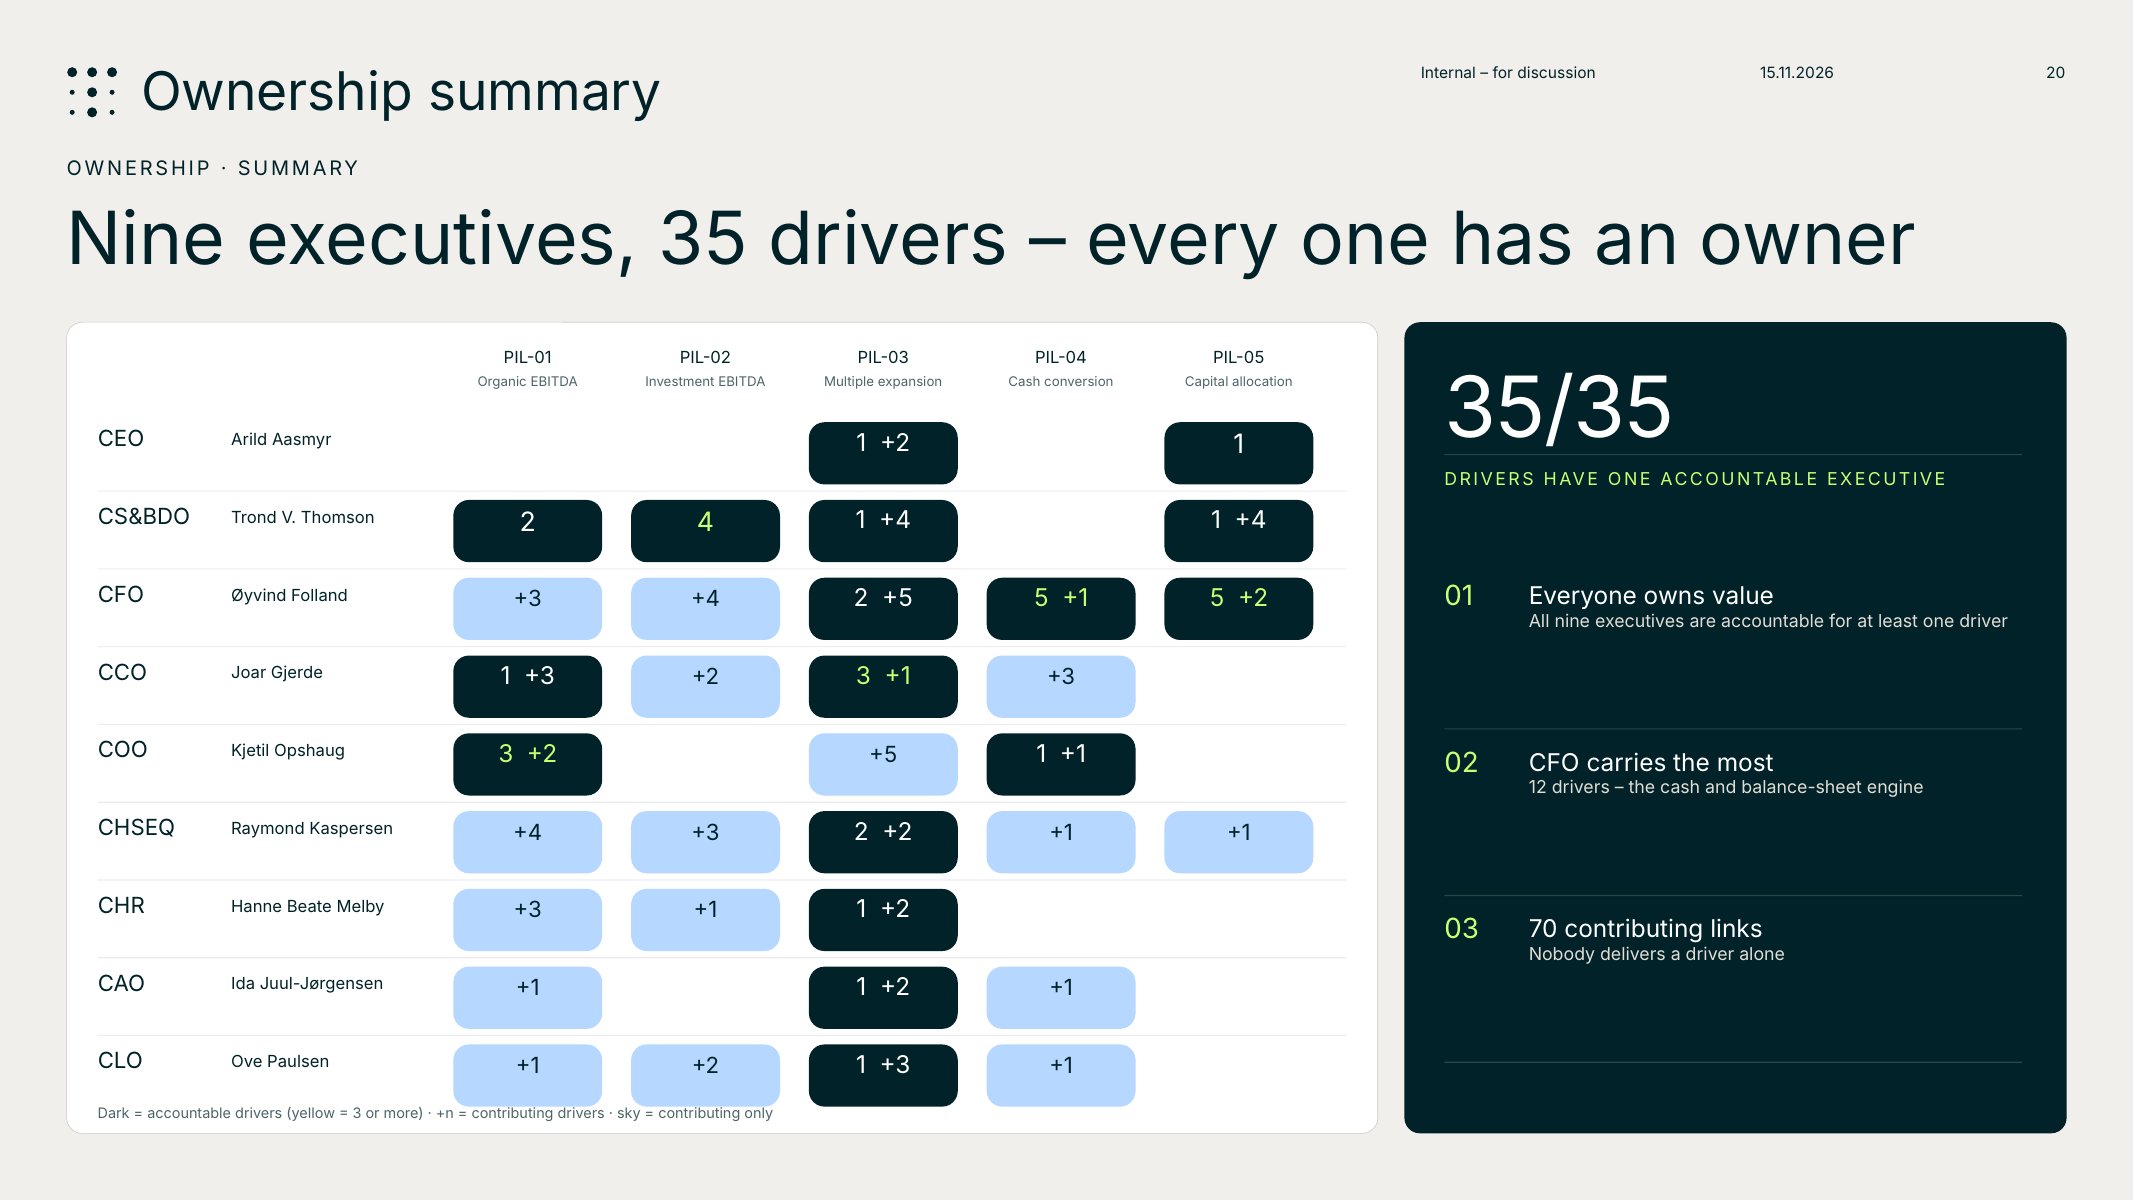 Ownership summary
Internal – for discussion
15.11.2026
20
OWNERSHIP · SUMMARY
Nine executives, 35 drivers – every one has an owner
PIL-01 PIL-02 PIL-03 PIL-04 PIL-05
Organic EBITDA Investment EBITDA Multiple expansion Cash conversion Capital allocation
CEO Arild Aasmyr 1 +2 1
CS&BDO Trond V. Thomson 2 4 1 +4 1 +4
CFO Øyvind Folland +3 +4 2 +5 5 +1 5 +2
CCO Joar Gjerde 1 +3 +2 3 +1 +3
COO Kjetil Opshaug 3 +2 +5 1 +1
CHSEQ Raymond Kaspersen +4 +3 2 +2 +1 +1
CHR Hanne Beate Melby +3 +1 1 +2
CAO Ida Juul-Jørgensen +1 1 +2 +1
CLO Ove Paulsen +1 +2 1 +3 +1
Dark = accountable drivers (yellow = 3 or more) · +n = contributing drivers · sky = contributing only
35/35
DRIVERS HAVE ONE ACCOUNTABLE EXECUTIVE
01 Everyone owns value
All nine executives are accountable for at least one driver
02 CFO carries the most
12 drivers – the cash and balance-sheet engine
03 70 contributing links
Nobody delivers a driver alone